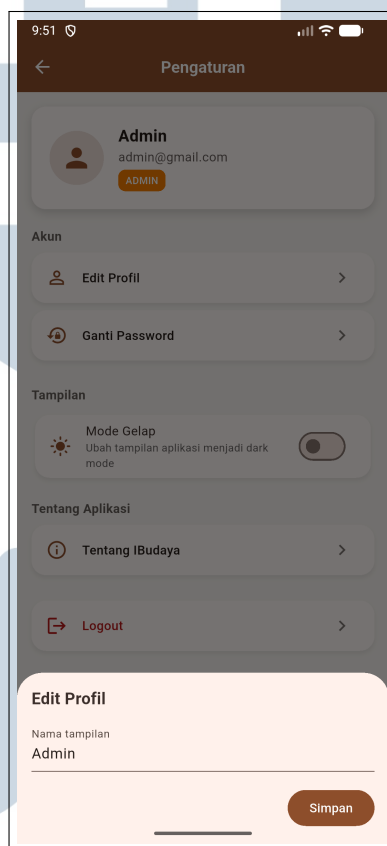 9:51
Pengaturan
Admin
admin@gmail.com
ADMIN
Akun
Edit Profil
Ganti Password
Tampilan
Mode Gelap
Ubah tampilan aplikasi menjadi dark
mode
Tentang Aplikasi
Tentang IBudaya
Logout
Edit Profil
Nama tampilan
Admin
Simpan